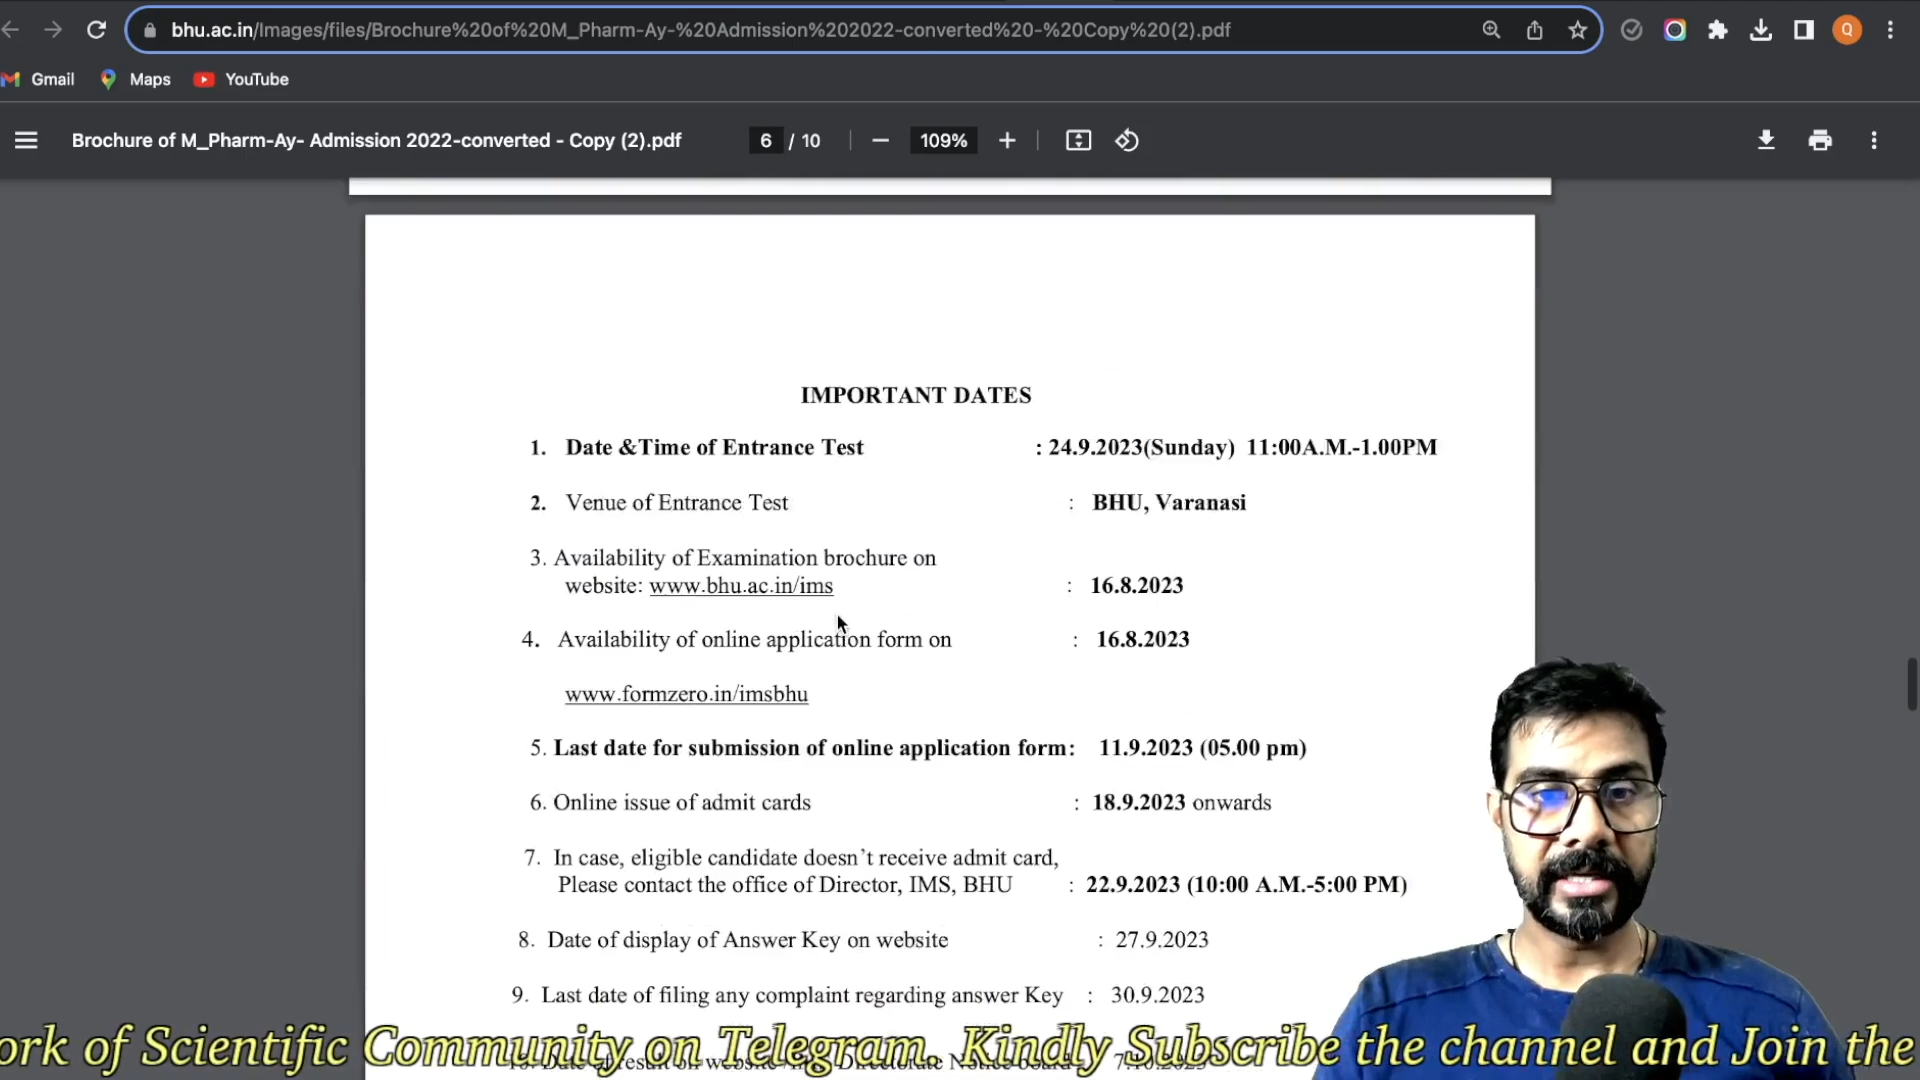 bhu.ac.in/Images/files/Brochure%20of%20M_Pharm-Ay-%20Admission%202022-converted%20-%20Copy%20(2).pdf
Q
Gmail Maps YouTube
Brochure of M_Pharm-Ay- Admission 2022-converted - Copy (2).pdf 6 / 10 109%
IMPORTANT DATES
1. Date &Time of Entrance Test : 24.9.2023(Sunday) 11:00A.M.-1.00PM
2. Venue of Entrance Test : BHU, Varanasi
3. Availability of Examination brochure on
website: www.bhu.ac.in/ims : 16.8.2023
4. Availability of online application form on : 16.8.2023
www.formzero.in/imsbhu
5. Last date for submission of online application form: 11.9.2023 (05.00 pm)
6. Online issue of admit cards : 18.9.2023 onwards
7. In case, eligible candidate doesn't receive admit card,
Please contact the office of Director, IMS, BHU : 22.9.2023 (10:00 A.M.-5:00 PM)
8. Date of display of Answer Key on website : 27.9.2023
9. Last date of filing any complaint regarding answer Key : 30.9.2023
ork of Scientific Community on Telegram. Kindly Subscribe the channel and Join the